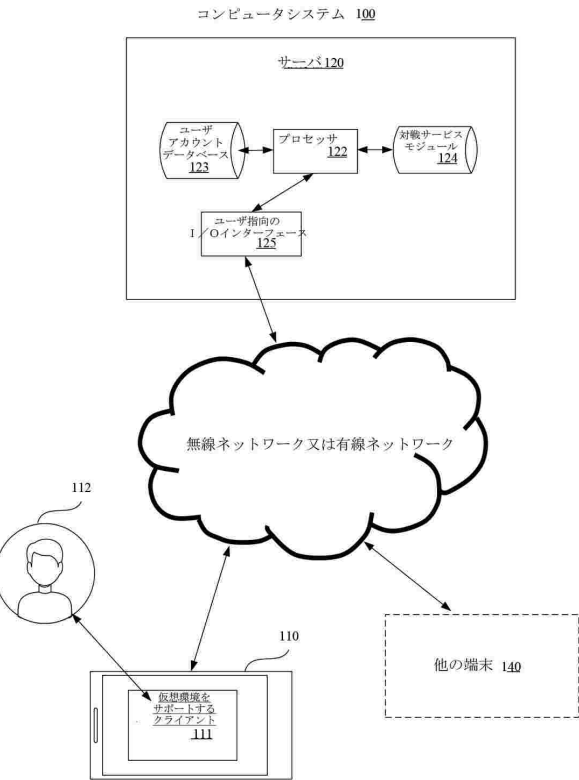 コンピュータシステム 100
サーバ120
ユーザ
アカウント
データベース
123
プロセッサ
122
対戦サービス
モジュール
124
ユーザ指向の
I/Oインターフェース
125
無線ネットワーク又は有線ネットワーク
112
110
仮想環境を
サポートする
クライアント
111
他の端末 140